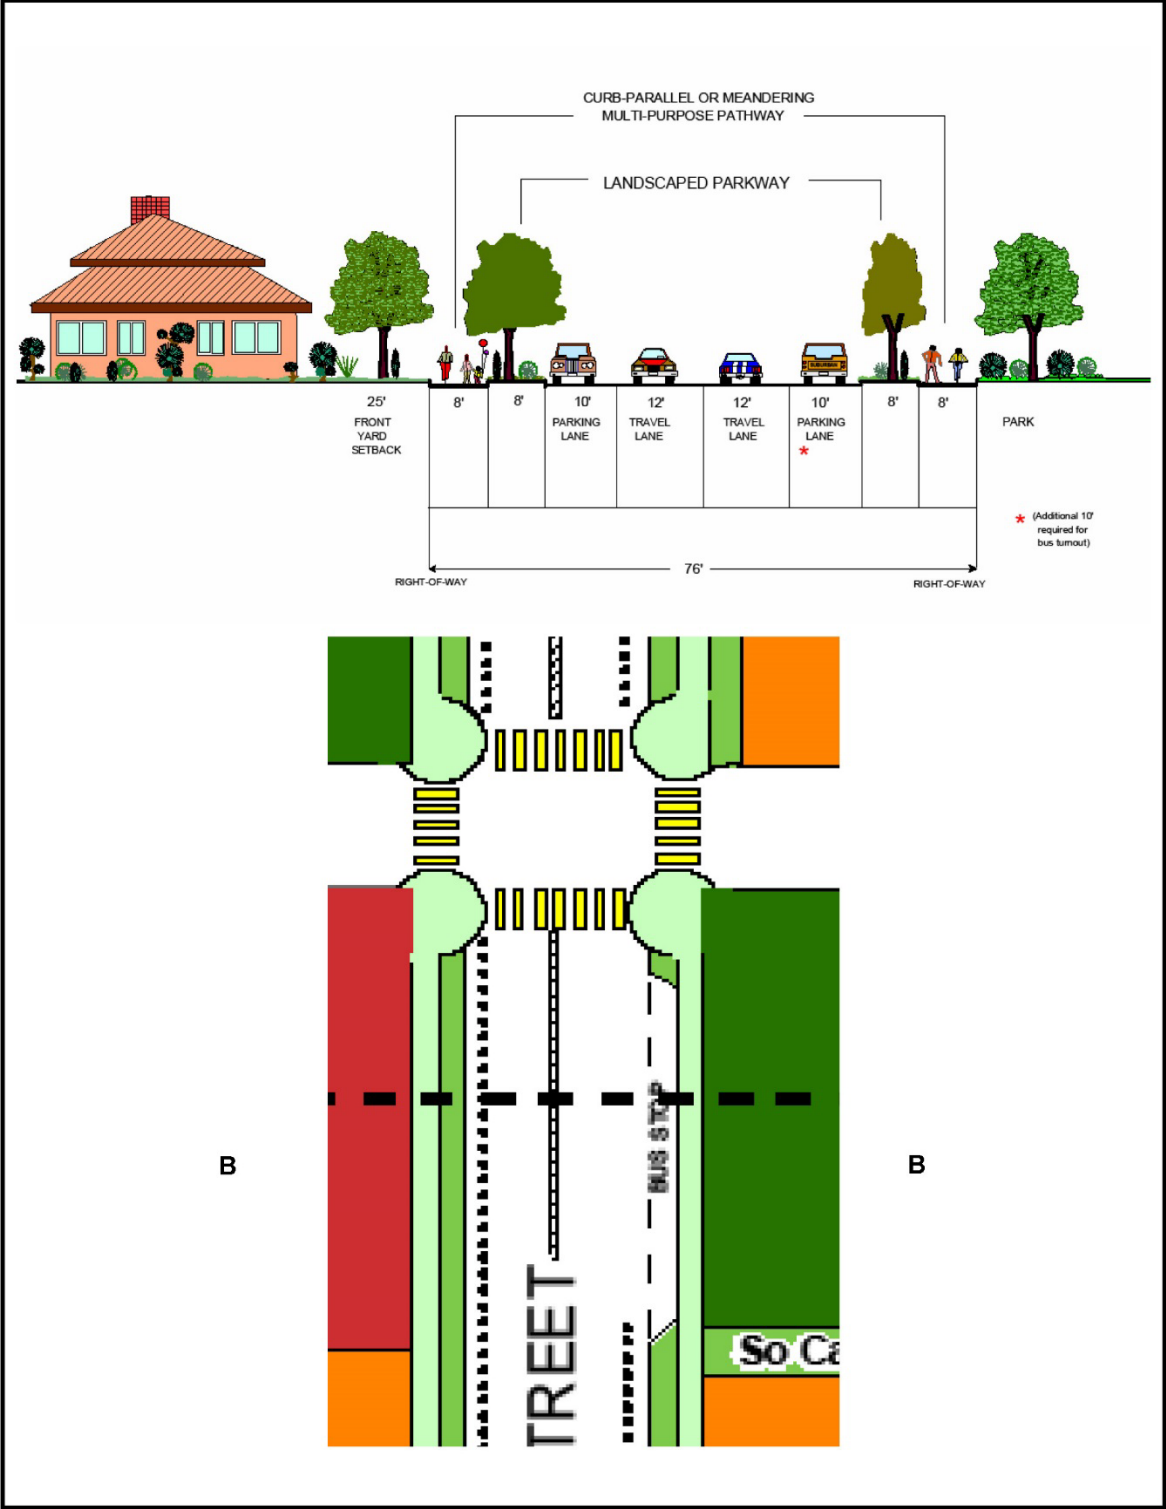 CURB-PARALLEL OR MEANDERING
MULTI-PURPOSE PATHWAY
LANDSCAPED PARKWAY
SUBURBAN
25' 8' 8' 10' 12' 12' 10' 8' 8'
FRONT
YARD
SETBACK
PARKING
LANE
TRAVEL
LANE
TRAVEL
LANE
PARKING
LANE
*
PARK
* (Additional 10'
required for
bus turnout)
76'
RIGHT-OF-WAY
RIGHT-OF-WAY
BUS STOP
B
B
TREET
So Ca